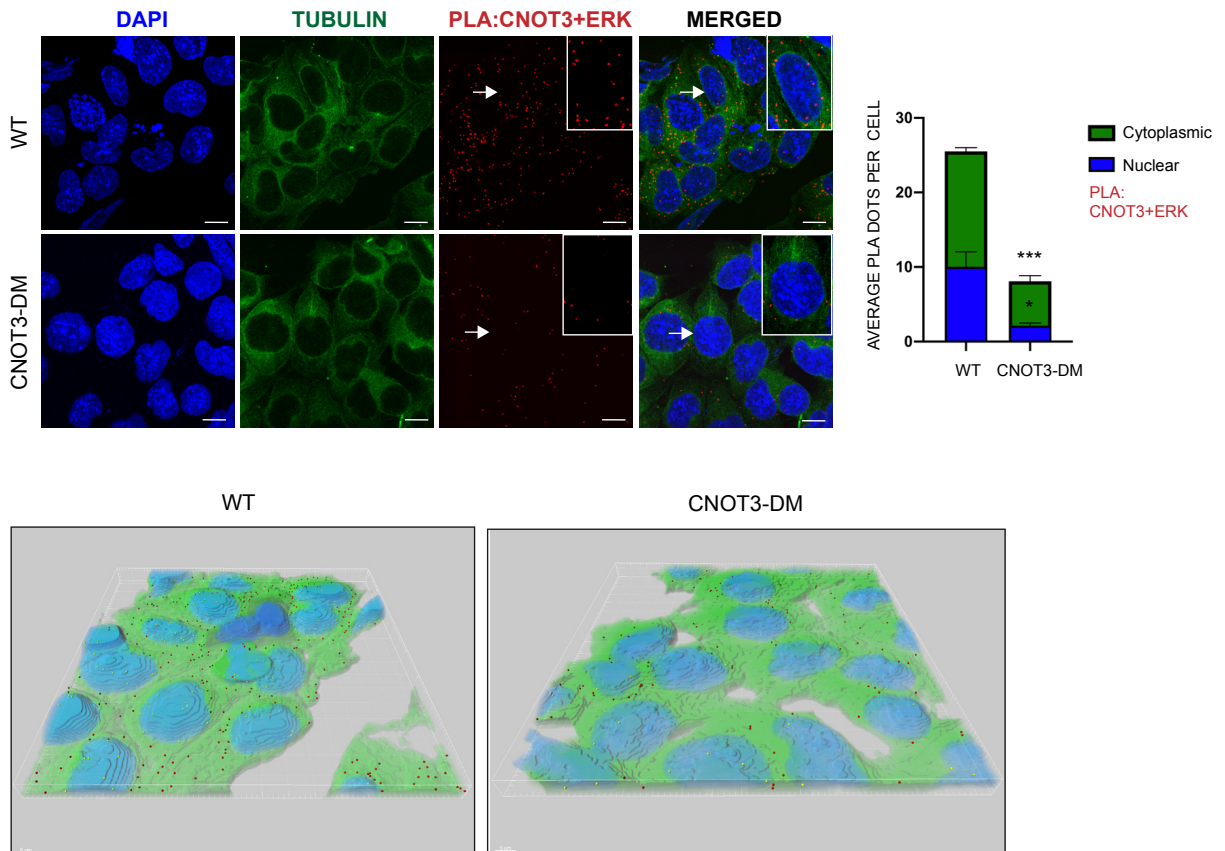 DAPI TUBULIN PLA:CNOT3+ERK MERGED
WT
CNOT3-DM
AVERAGE PLA DOTS PER CELL
30
20
10
0
***
*
WT CNOT3-DM
Cytoplasmic
Nuclear
PLA:
CNOT3+ERK
WT CNOT3-DM